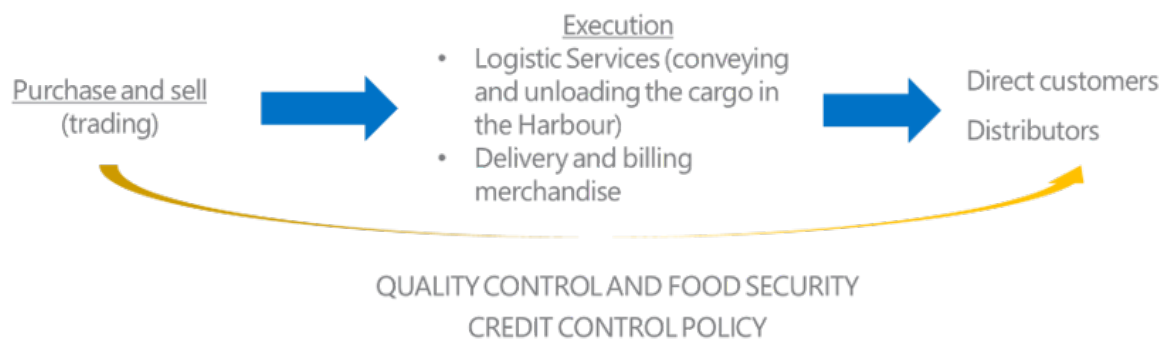 Purchase and sell
(trading)
Execution
• Logistic Services (conveying
and unloading the cargo in
the Harbour)
• Delivery and billing
merchandise
Direct customers
Distributors
QUALITY CONTROL AND FOOD SECURITY
CREDIT CONTROL POLICY